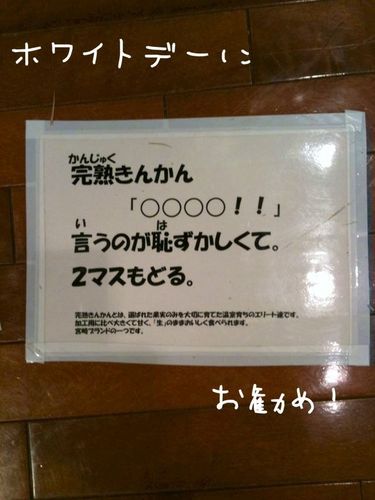 ホワイトデーに
かんじゅく
完熟きんかん
「○○○○！！」
い は
言うのが恥ずかしくて。
2マスもどる。
完熟きんかんとは、選ばれた果実のみを大切に育てた温室育ちのエリート達です。
加工用に比べ大きくて甘く、「生」のままおいしく食べられます。
宮崎ブランドの一つです。
お勧め！